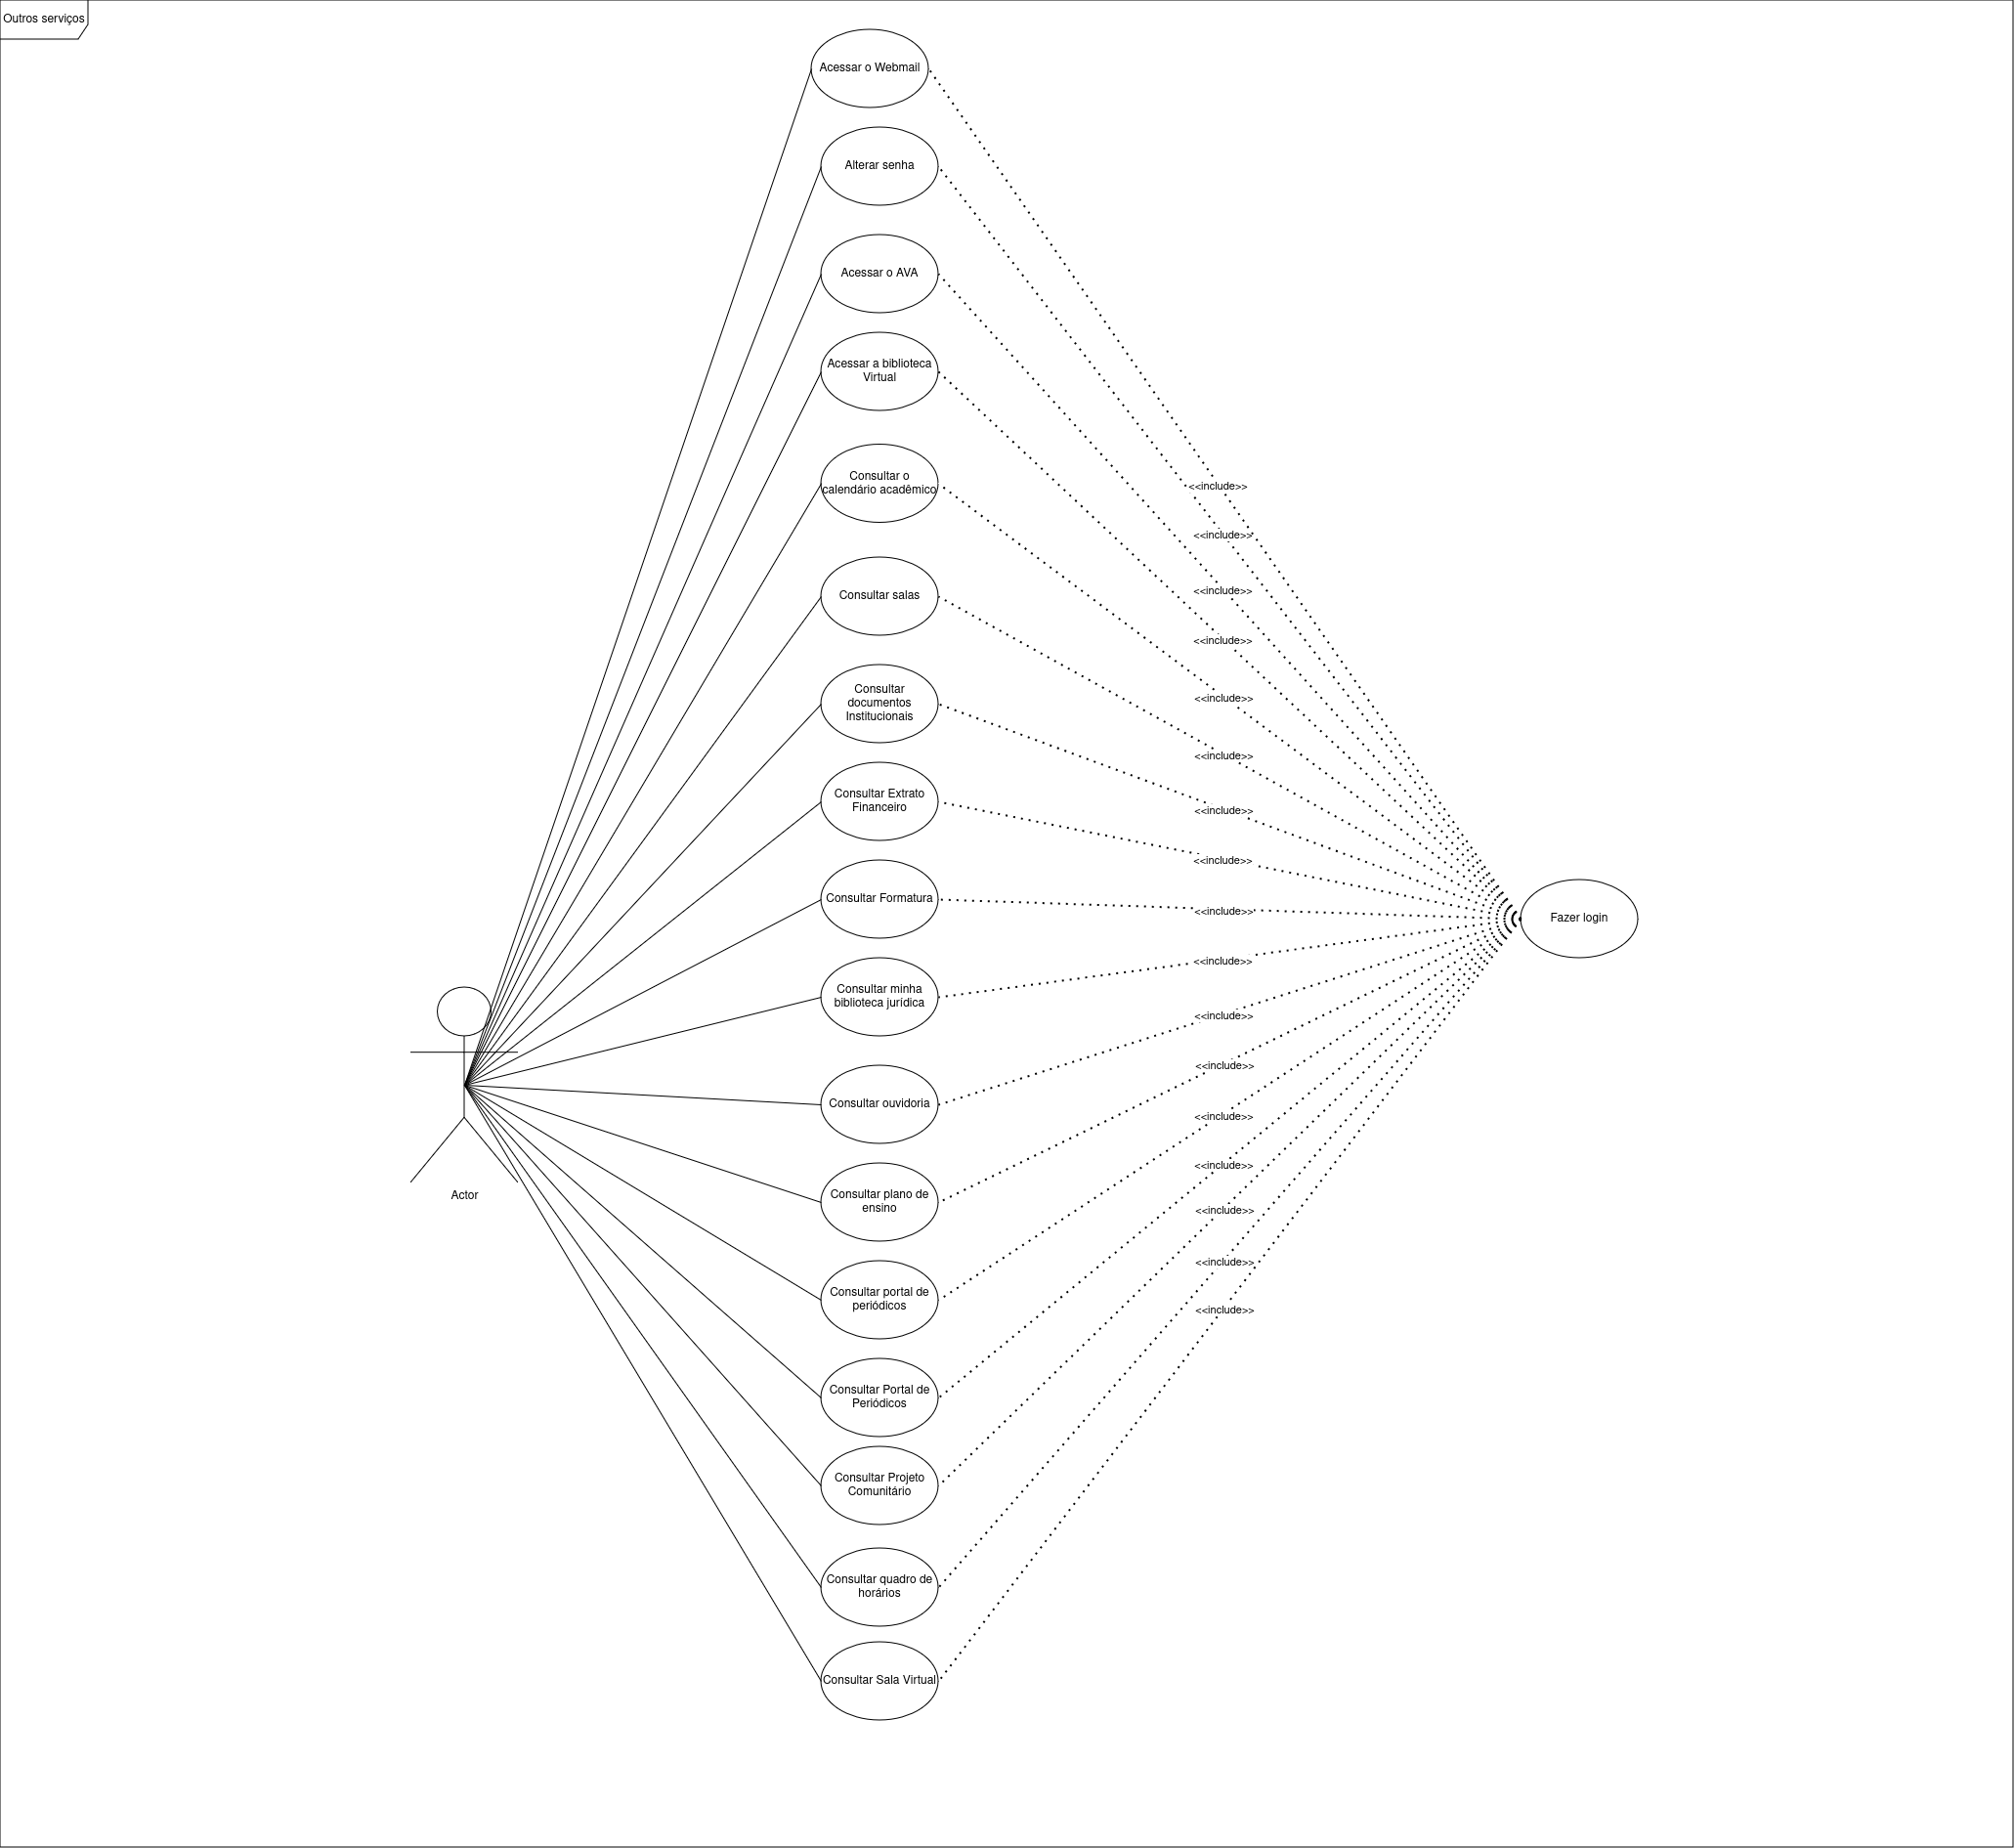 Outros serviços
Acessar o Webmail
Alterar senha
Acessar o AVA
Acessar a biblioteca
Virtual
Consultar o
calendário acadêmico
<<include>>
<<include>>
<<include>>
Consultar salas
<<include>>
Consultar
documentos
Institucionais
<<include>>
<<include>>
Consultar Extrato
Financeiro
<<include>>
<<include>>
Consultar Formatura
<<include>>
Fazer login
<<include>>
Consultar minha
biblioteca jurídica
<<include>>
<<include>>
Consultar ouvidoria
<<include>>
<<include>>
Actor
Consultar plano de
ensino
<<include>>
<<include>>
Consultar portal de
periódicos
<<include>>
Consultar Portal de
Periódicos
Consultar Projeto
Comunitário
Consultar quadro de
horários
Consultar Sala Virtual